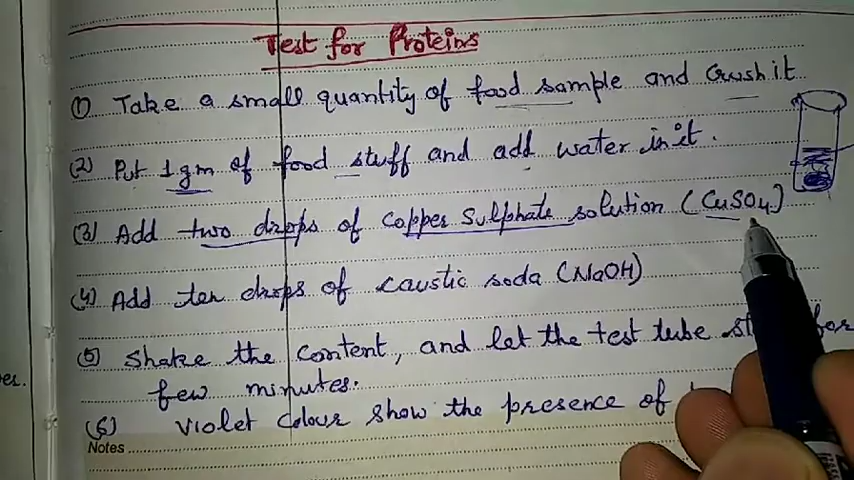 Test for Proteins
(1) Take a small quantity of food sample and Crush it
(2) Put 1gm of food stuff and add water in it.
(3) Add two drops of copper sulphate solution (CuSO4)
(4) Add ten drops of caustic soda (NaOH)
(5) Shake the content, and let the test tube for
few minutes.
(6) Violet colour show the presence of
Notes